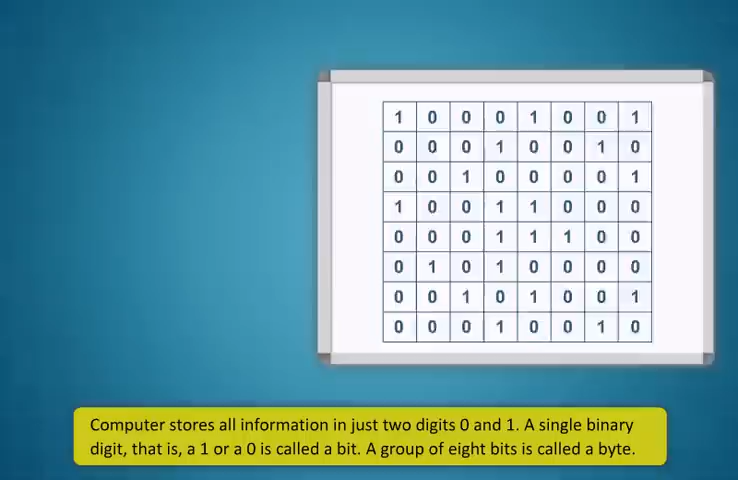 1 0 0 0 1 0 0 1
0 0 0 1 0 0 1 0
0 0 1 0 0 0 0 1
1 0 0 1 1 0 0 0
0 0 0 1 1 1 0 0
0 1 0 1 0 0 0 0
0 0 1 0 1 0 0 1
0 0 0 1 0 0 1 0
Computer stores all information in just two digits 0 and 1. A single binary
digit, that is, a 1 or a 0 is called a bit. A group of eight bits is called a byte.